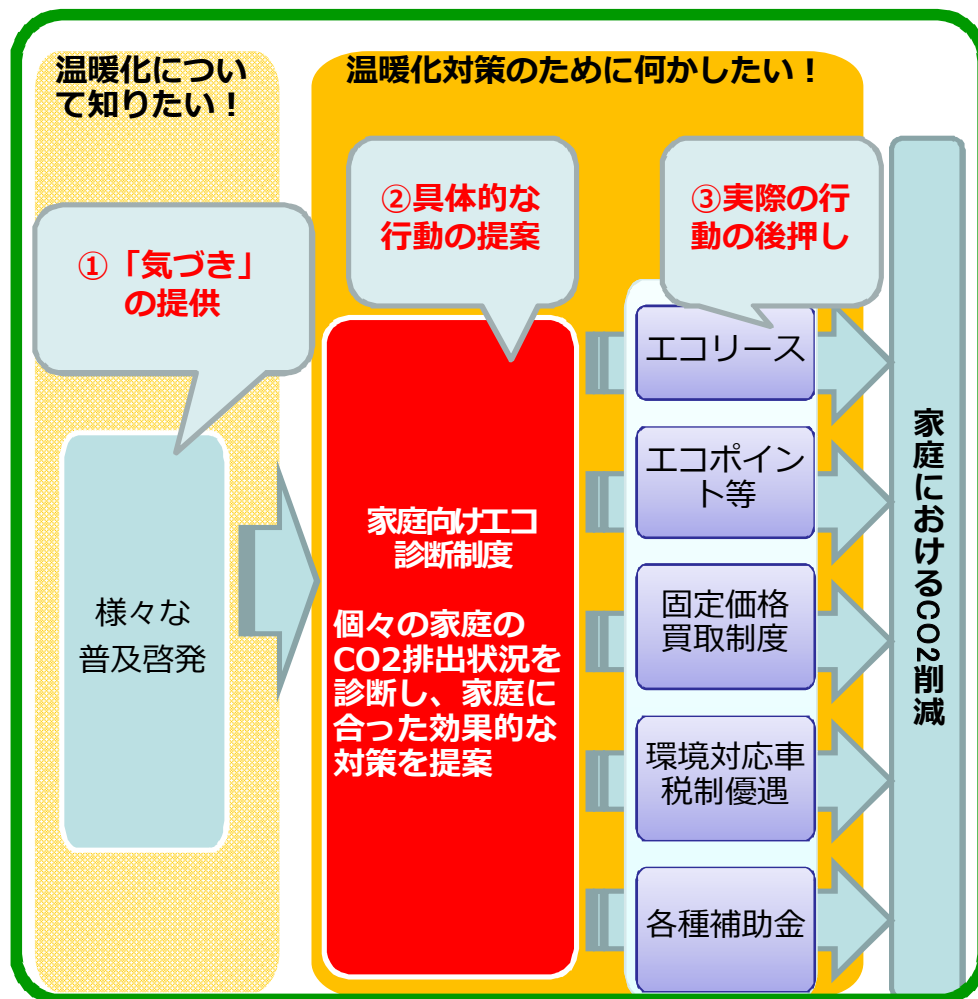 温暖化につい
て知りたい！
温暖化対策のために何かしたい！
①「気づき」
の提供
②具体的な
行動の提案
③実際の行
動の後押し
様々な
普及啓発
家庭向けエコ
診断制度
個々の家庭の
CO2排出状況を
診断し、家庭に
合った効果的な
対策を提案
エコリース
エコポイン
ト等
固定価格
買取制度
環境対応車
税制優遇
各種補助金
家庭におけるCO2削減